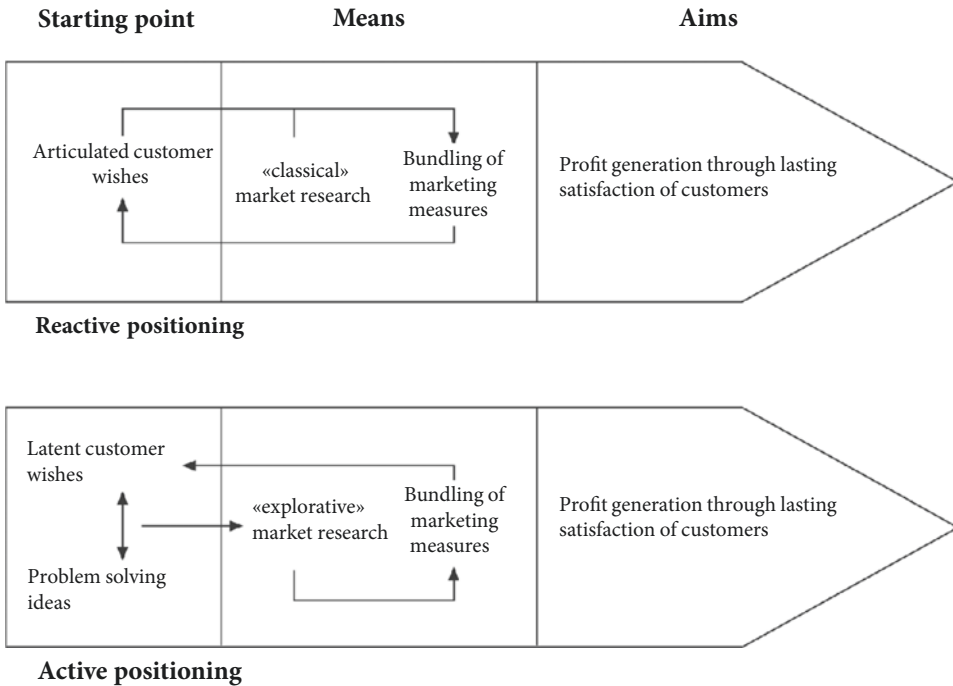 Starting point Means Aims
Articulated customer
wishes
«classical»
market research
Bundling of
marketing
measures
Profit generation through lasting
satisfaction of customers
Reactive positioning
Latent customer
wishes
Problem solving
ideas
«explorative»
market research
Bundling of
marketing
measures
Profit generation through lasting
satisfaction of customers
Active positioning